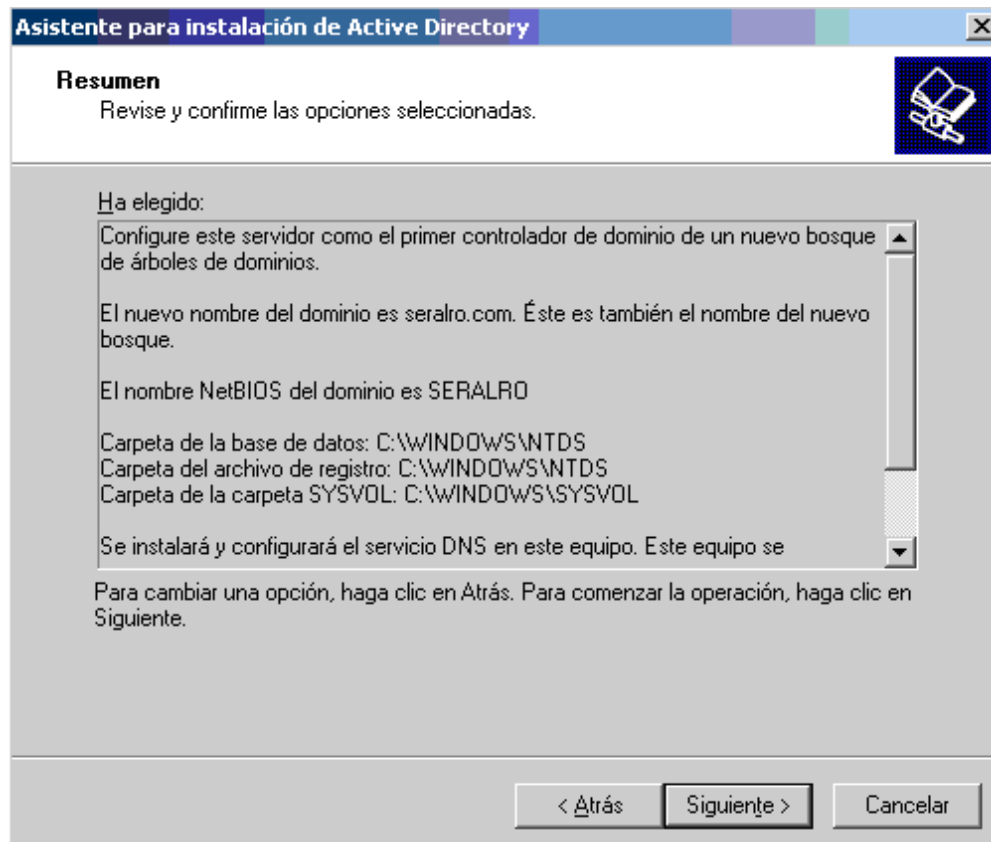 Asistente para instalación de Active Directory
Resumen
Revise y confirme las opciones seleccionadas.
Ha elegido:
Configure este servidor como el primer controlador de dominio de un nuevo bosque
de árboles de dominios.
El nuevo nombre del dominio es seralro.com. Éste es también el nombre del nuevo
bosque.
El nombre NetBIOS del dominio es SERALRO
Carpeta de la base de datos: C:\WINDOWS\NTDS
Carpeta del archivo de registro: C:\WINDOWS\NTDS
Carpeta de la carpeta SYSVOL: C:\WINDOWS\SYSVOL
Se instalará y configurará el servicio DNS en este equipo. Este equipo se
Para cambiar una opción, haga clic en Atrás. Para comenzar la operación, haga clic en
Siguiente.
< Atrás Siguiente > Cancelar